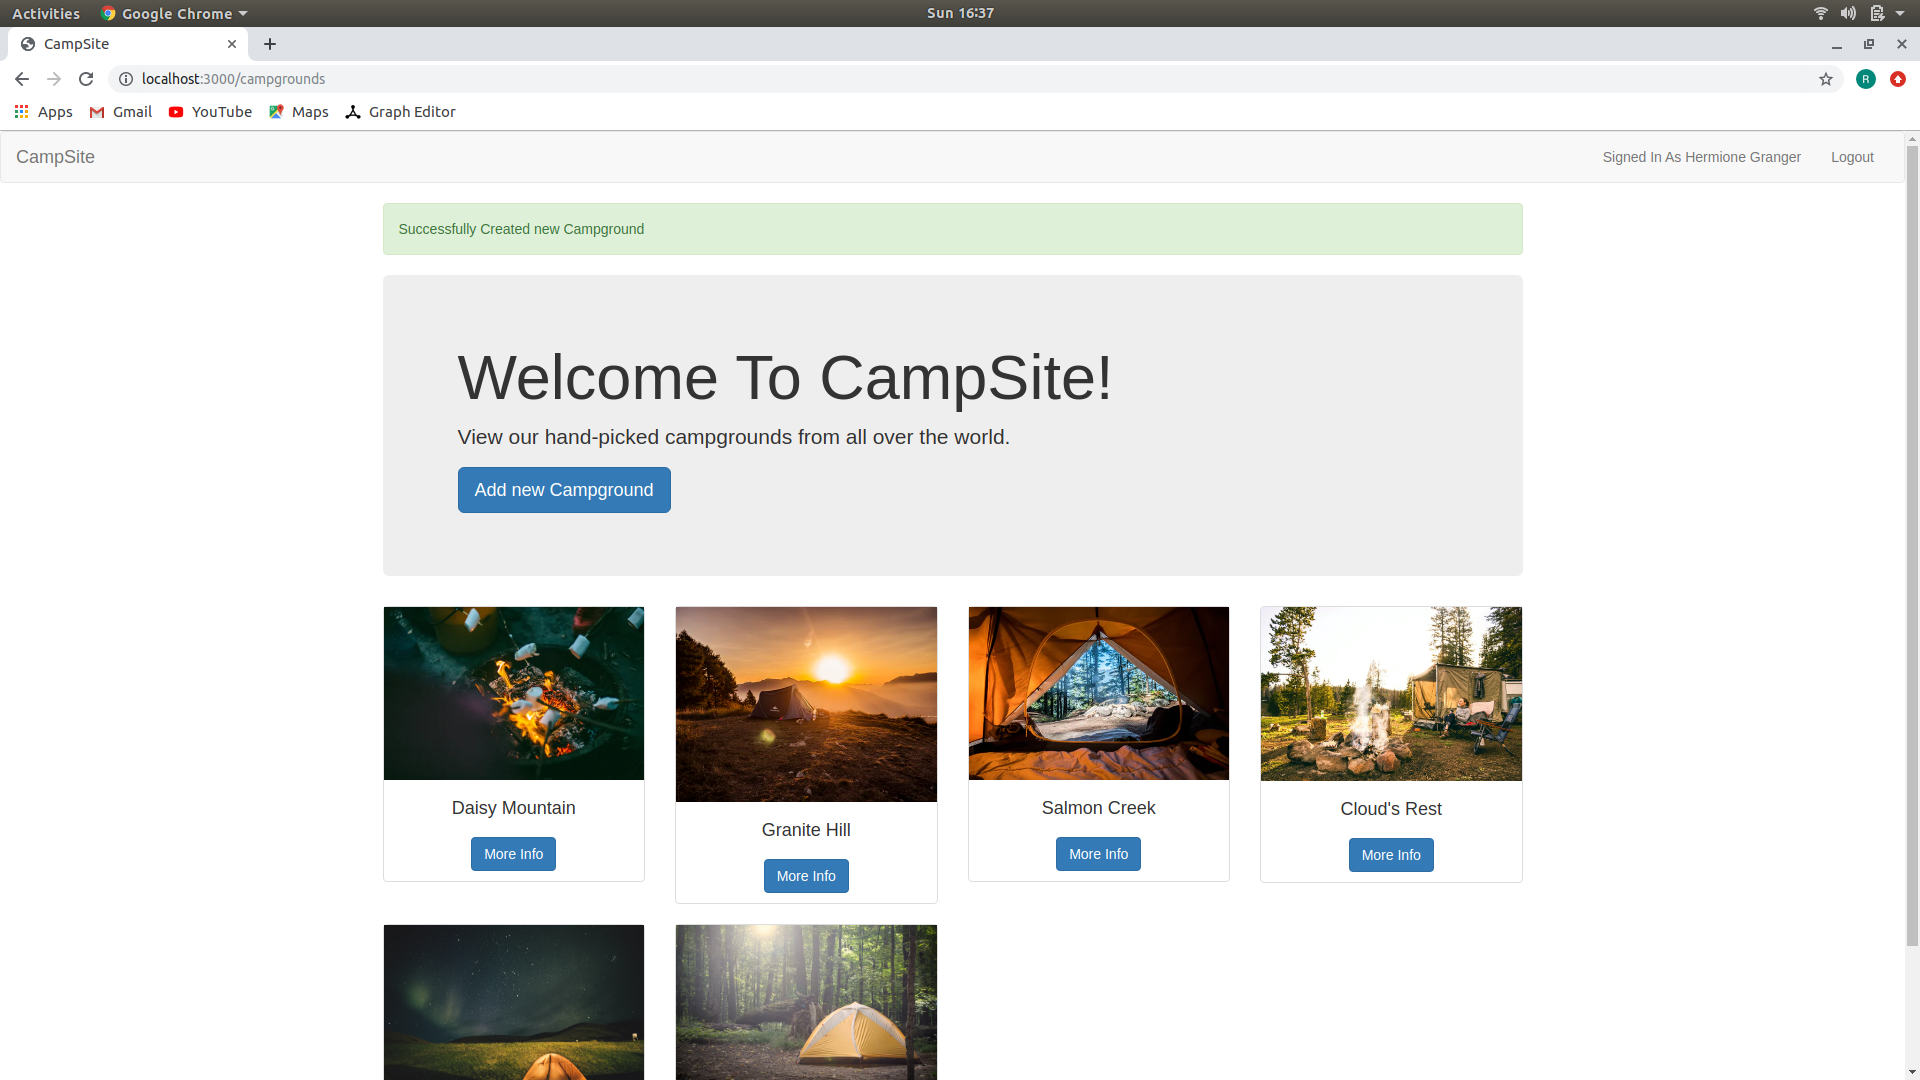 Activities Google Chrome Sun 16:37
CampSite
localhost:3000/campgrounds R
Apps Gmail YouTube Maps Graph Editor
CampSite Signed In As Hermione Granger Logout
Successfully Created new Campground
Welcome To CampSite!
View our hand-picked campgrounds from all over the world.
Add new Campground
Daisy Mountain
More Info
Granite Hill
More Info
Salmon Creek
More Info
Cloud's Rest
More Info